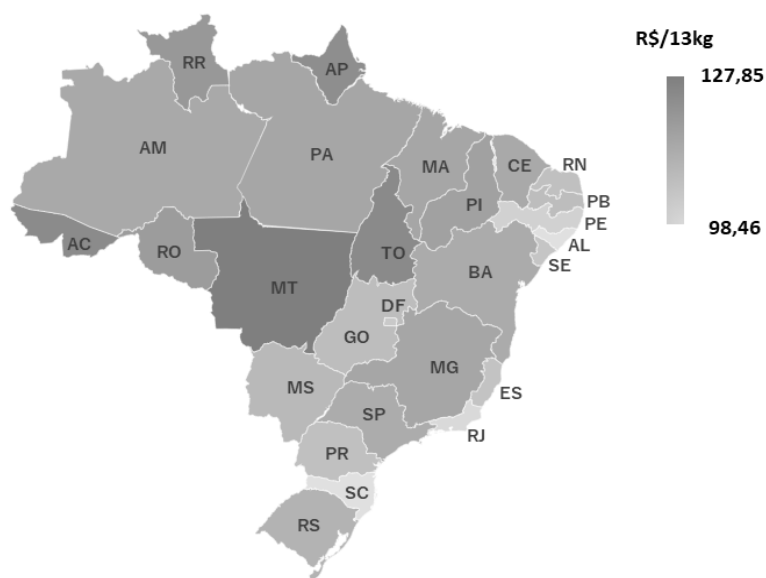 R$/13kg
127,85
98,46
RR
AP
AM
PA
MA
CE
RN
PI
PB
PE
AL
SE
AC
RO
TO
BA
MT
DF
GO
MG
MS
ES
SP
RJ
PR
SC
RS